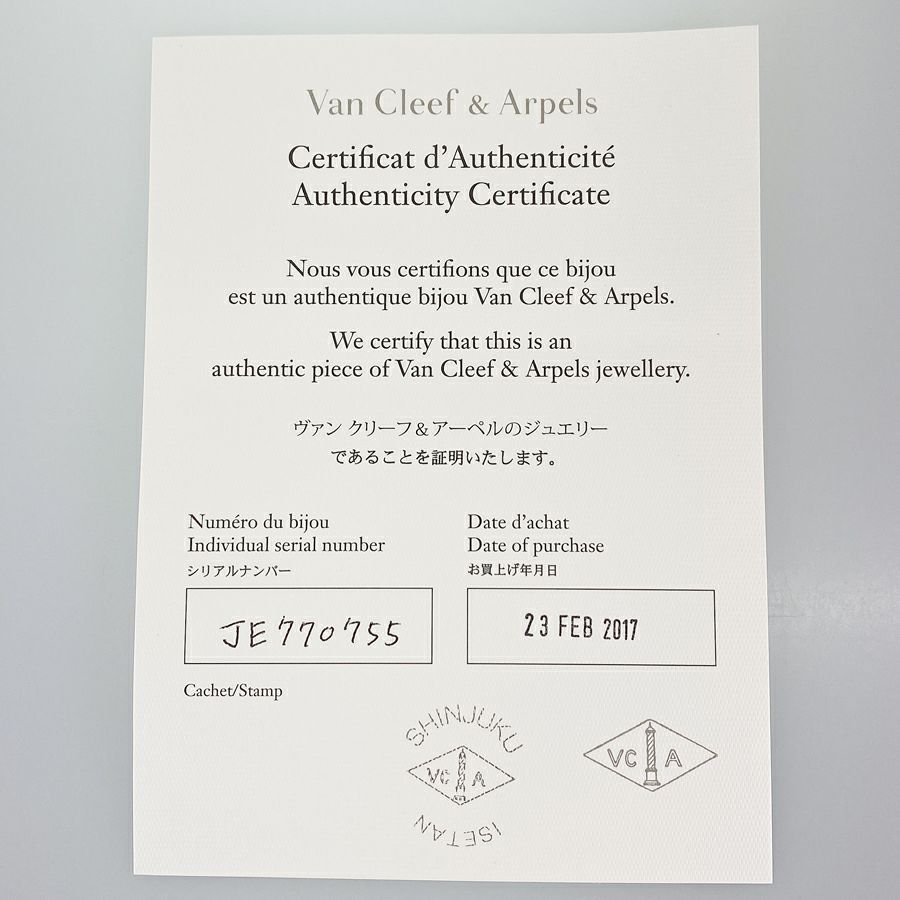 Van Cleef & Arpels
Certificat d'Authenticité
Authenticity Certificate
Nous vous certifions que ce bijou
est un authentique bijou Van Cleef & Arpels.
We certify that this is an
authentic piece of Van Cleef & Arpels jewellery.
ヴァン クリーフ&アーペルのジュエリー
であることを証明いたします。
Numéro du bijou
Individual serial number
シリアルナンバー
JE770755
Date d'achat
Date of purchase
お買上げ年月日
23 FEB 2017
Cachet/Stamp
SHINJUKU
VC A
ISETAN
VC A